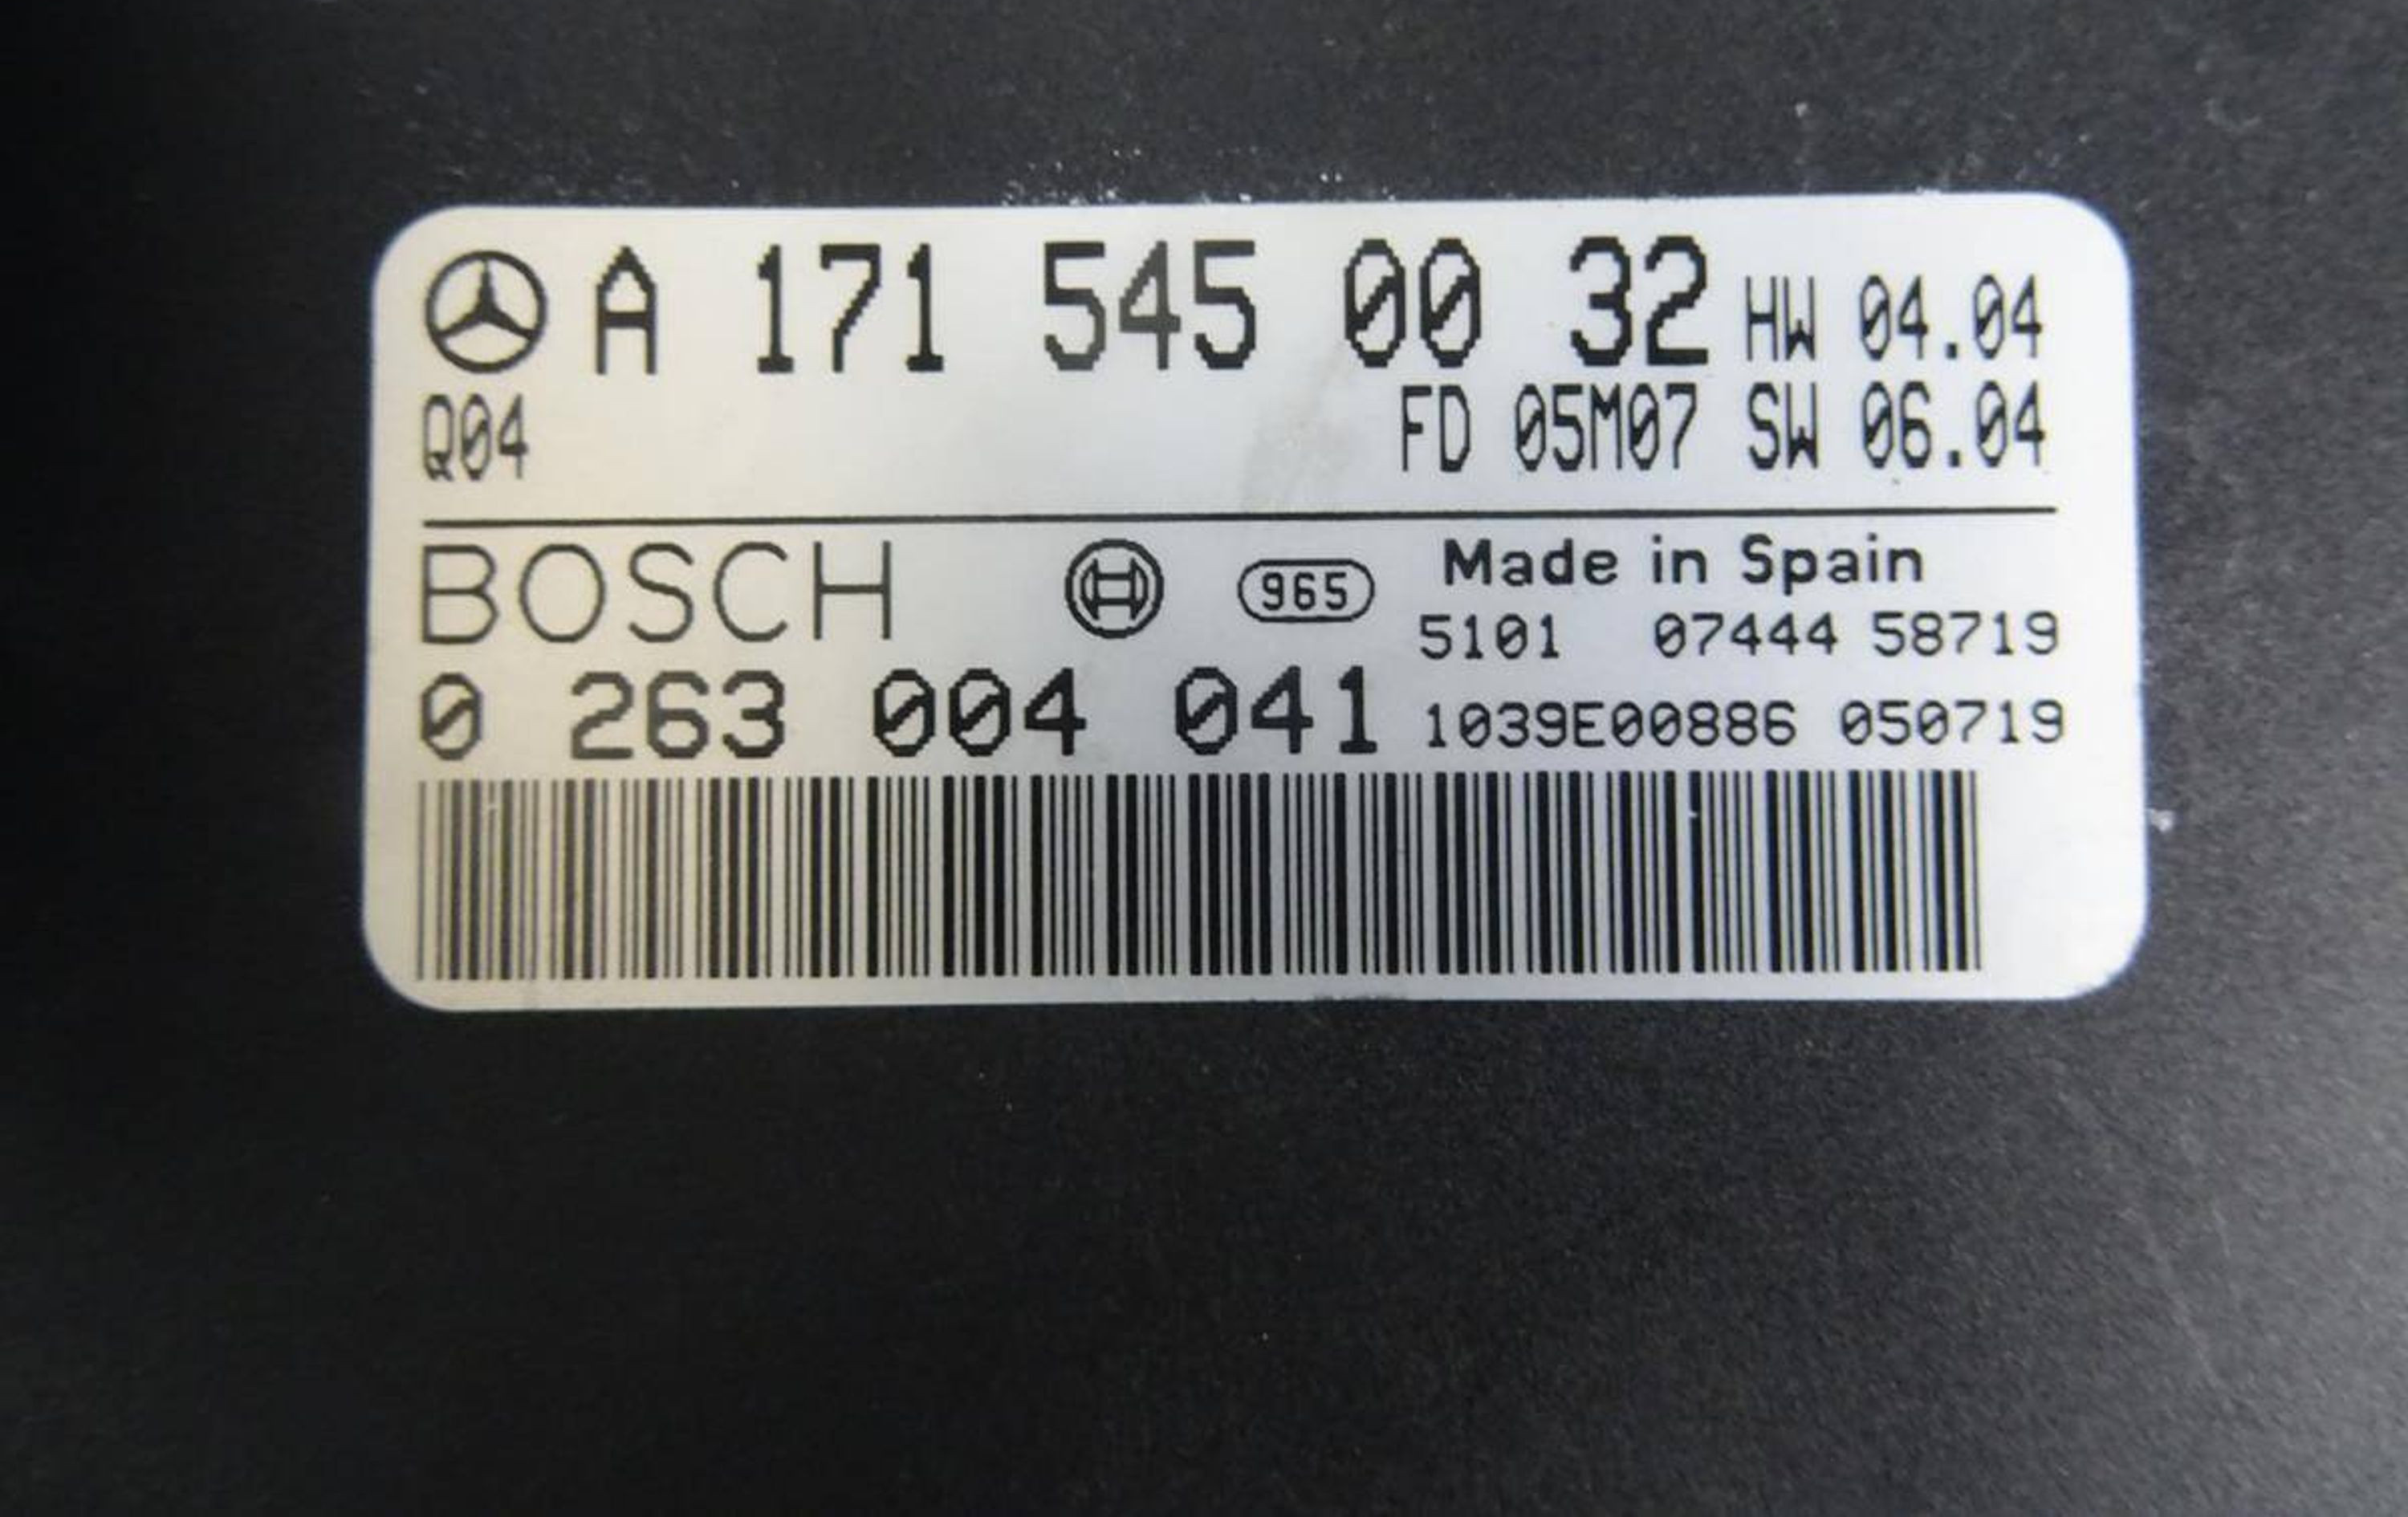 A 171 545 00 32 HW 04.04
Q04 FD 05M07 SW 06.04
BOSCH 965 Made in Spain
5101 07444 58719
0 263 004 041 1039E00886 050719